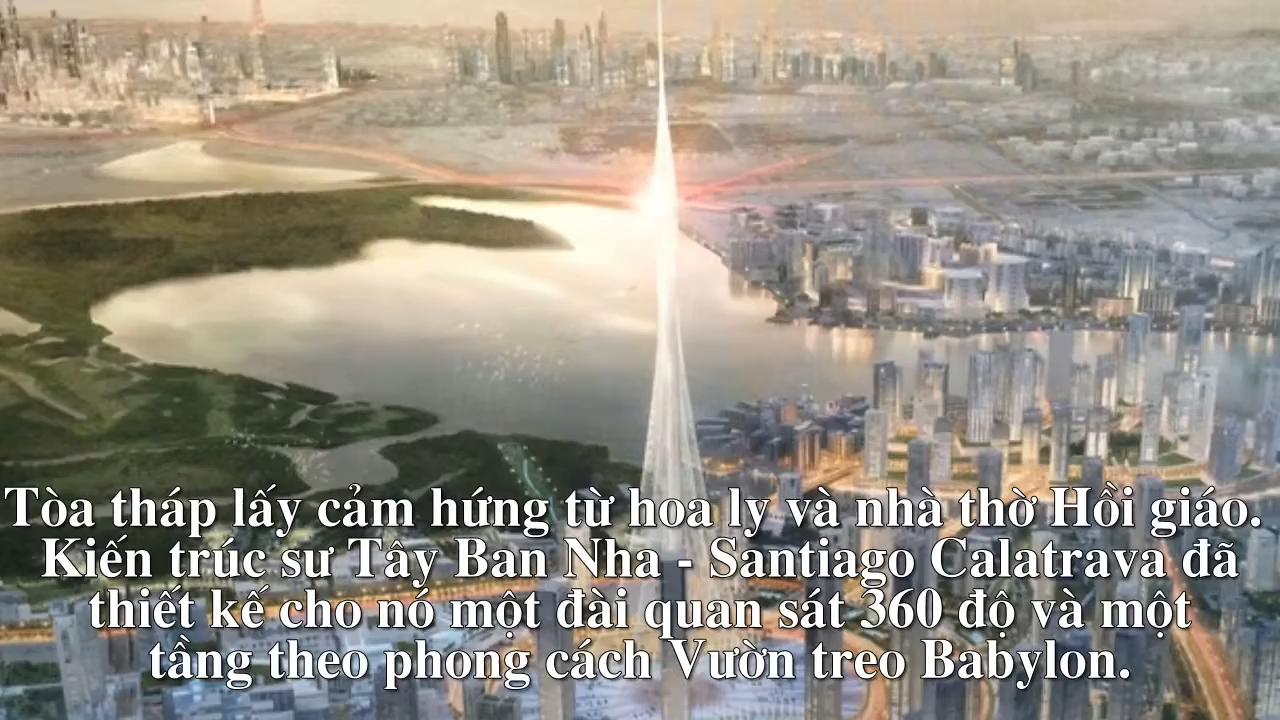 Tòa tháp lấy cảm hứng từ hoa ly và nhà thờ Hồi giáo.
Kiến trúc sư Tây Ban Nha - Santiago Calatrava đã
thiết kế cho nó một đài quan sát 360 độ và một
tầng theo phong cách Vườn treo Babylon.